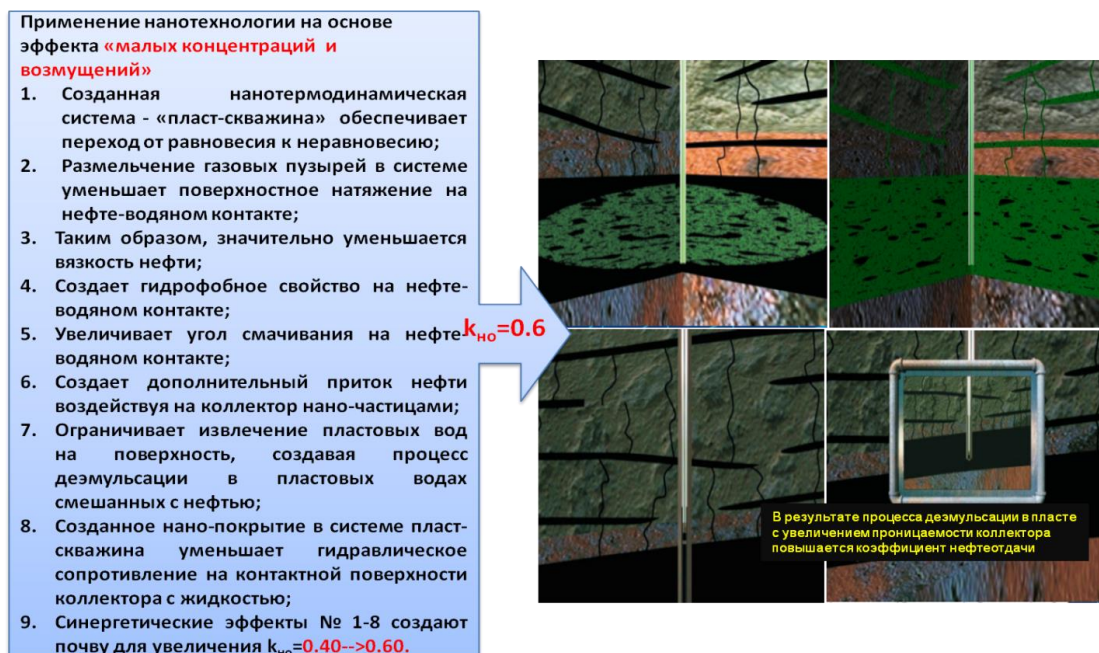 Применение нанотехнологии на основе
эффекта «малых концентраций и
возмущений»
1. Созданная нанотермодинамическая
система - «пласт-скважина» обеспечивает
переход от равновесия к неравновесию;
2. Размельчение газовых пузырей в системе
уменьшает поверхностное натяжение на
нефте-водяном контакте;
3. Таким образом, значительно уменьшается
вязкость нефти;
4. Создает гидрофобное свойство на нефте-
водяном контакте;
5. Увеличивает угол смачивания на нефте-
водяном контакте;
6. Создает дополнительный приток нефти
воздействуя на коллектор нано-частицами;
7. Ограничивает извлечение пластовых вод
на поверхность, создавая процесс
деэмульсации в пластовых водах
смешанных с нефтью;
8. Созданное нано-покрытие в системе пласт-
скважина уменьшает гидравлическое
сопротивление на контактной поверхности
коллектора с жидкостью;
9. Синергетические эффекты № 1-8 создают
почву для увеличения kно=0.40-->0.60.
kно=0.6
В результате процесса деэмульсации в пласте
с увеличением проницаемости коллектора
повышается коэффициент нефтеотдачи